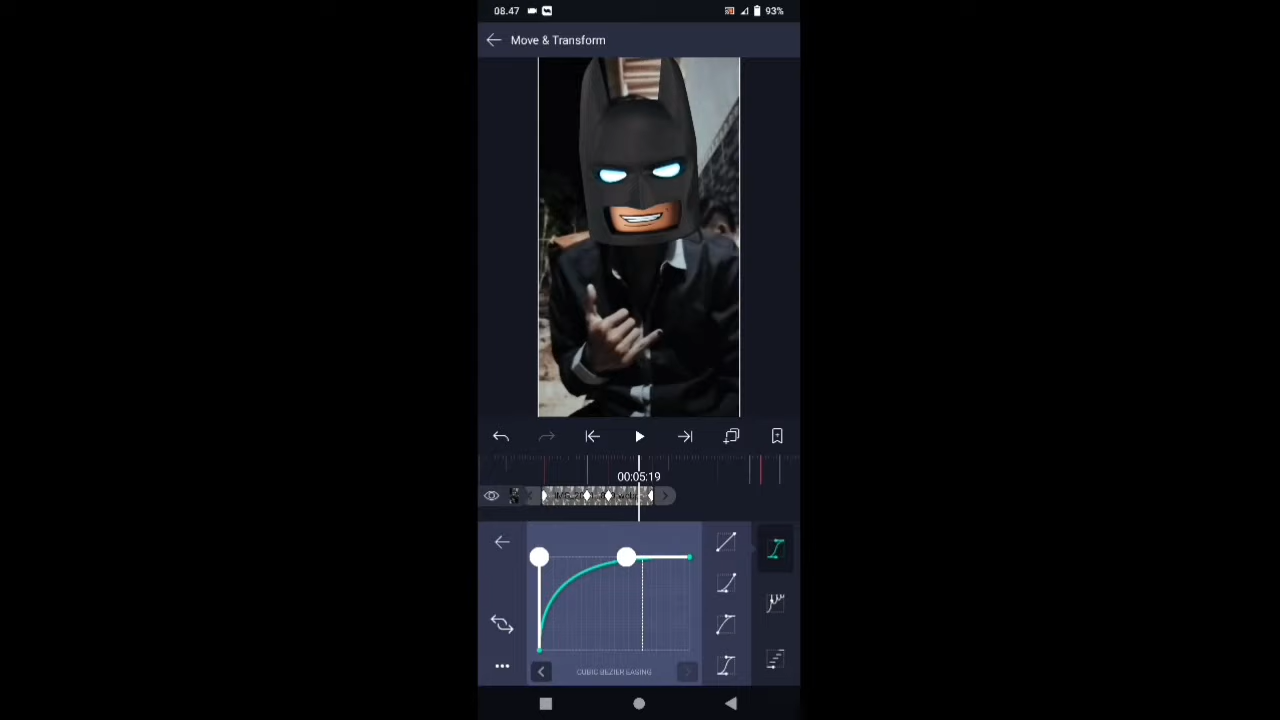 08.47
93%
Move & Transform
00:05:19
CUBIC BEZIER EASING